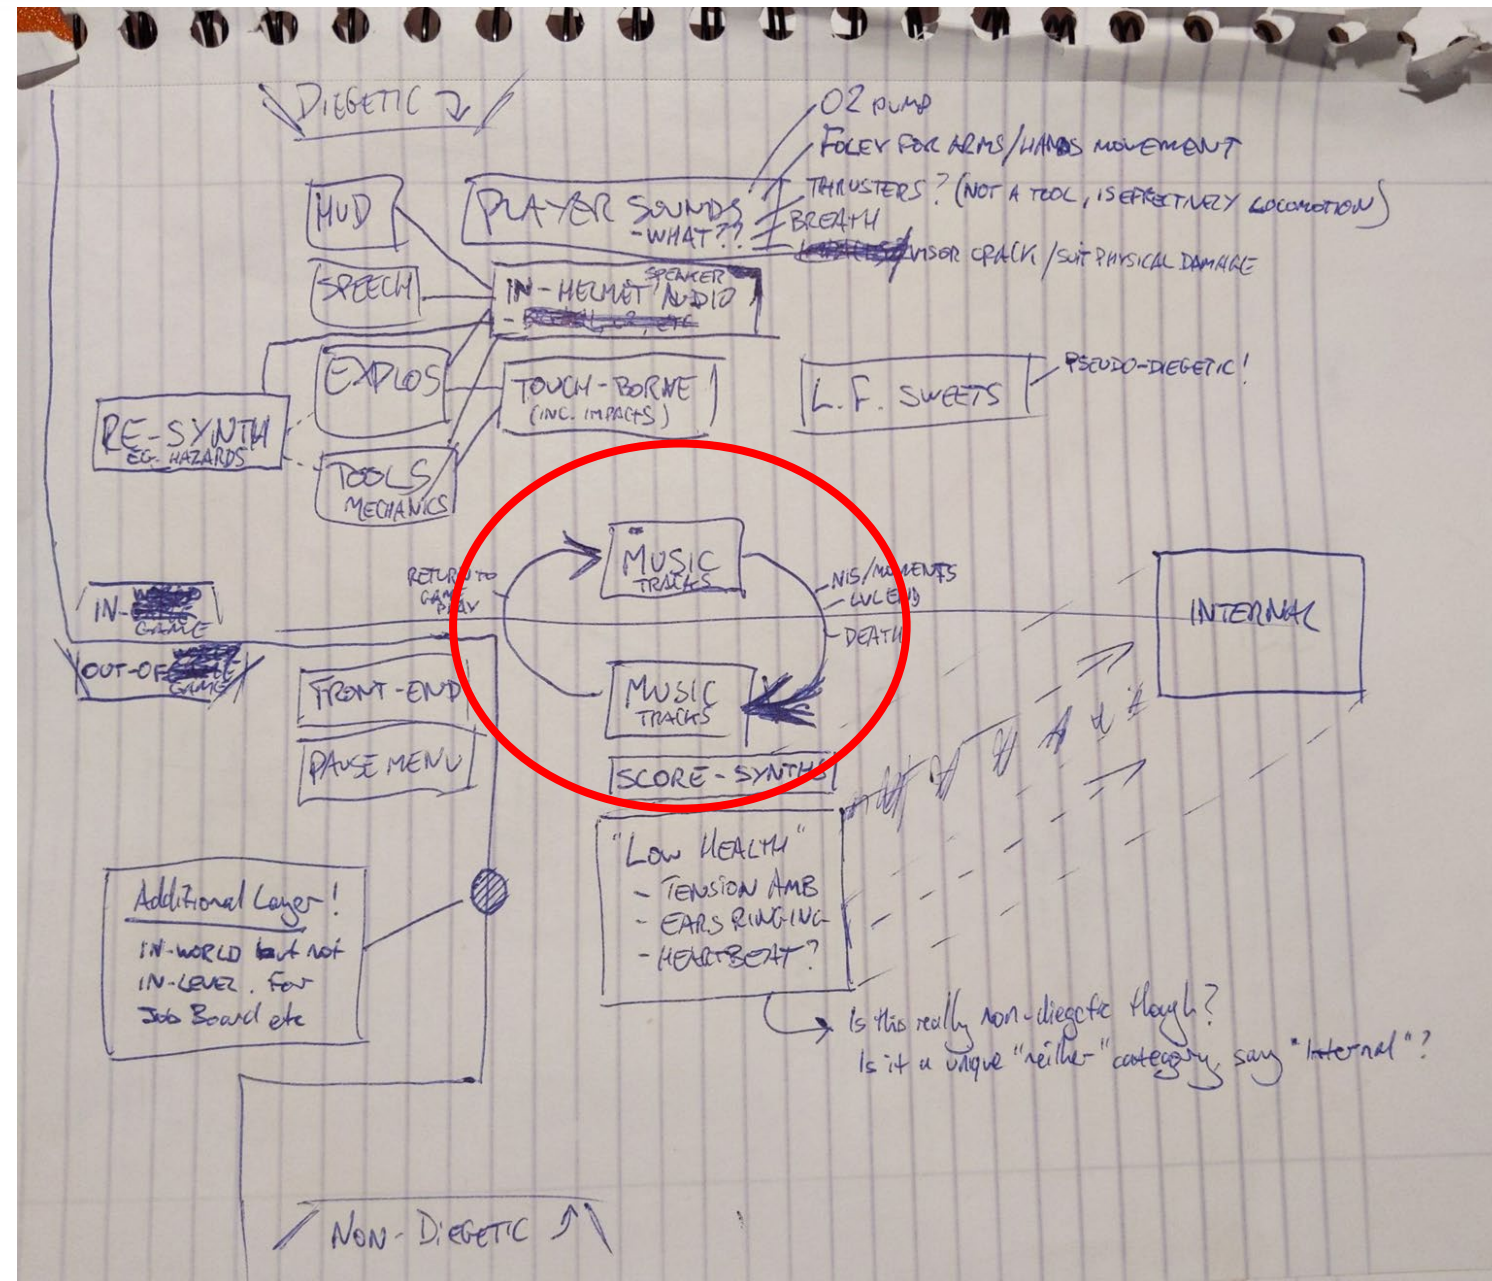 DIEGETIC
O2 PUMP
FOLEY FOR ARMS/HANDS MOVEMENT
THRUSTERS? (NOT A TOOL, IS EFFECTIVELY LOCOMOTION)
BREATH
VISOR CRACK / SUIT PHYSICAL DAMAGE
HUD
PLAYER SOUNDS
- WHAT??
SPEECH
IN-HELMET SPEAKER AUDIO
EXPLOS
TOUCH-BORNE
(INC. IMPACTS)
L.F. SWEETS
PSEUDO-DIEGETIC!
RE-SYNTH
EG. HAZARDS
TOOLS
MECHANICS
MUSIC
TRACKS
RETURN TO
GAME
PLAY
NIS/MOMENTS
LVL END
DEATH
INTERNAL
IN-
GAME
OUT-OF
GAME
FRONT-END
MUSIC
TRACKS
PAUSE MENU
SCORE-SYNTHS
"LOW HEALTH"
- TENSION AMB
- EARS RINGING
- HEARTBEAT?
Additional Layer!
IN-WORLD but not
IN-LEVEL. For
Job Board etc
Is this really non-diegetic though?
Is it a unique "neither" category, say "Internal"?
NON-DIEGETIC